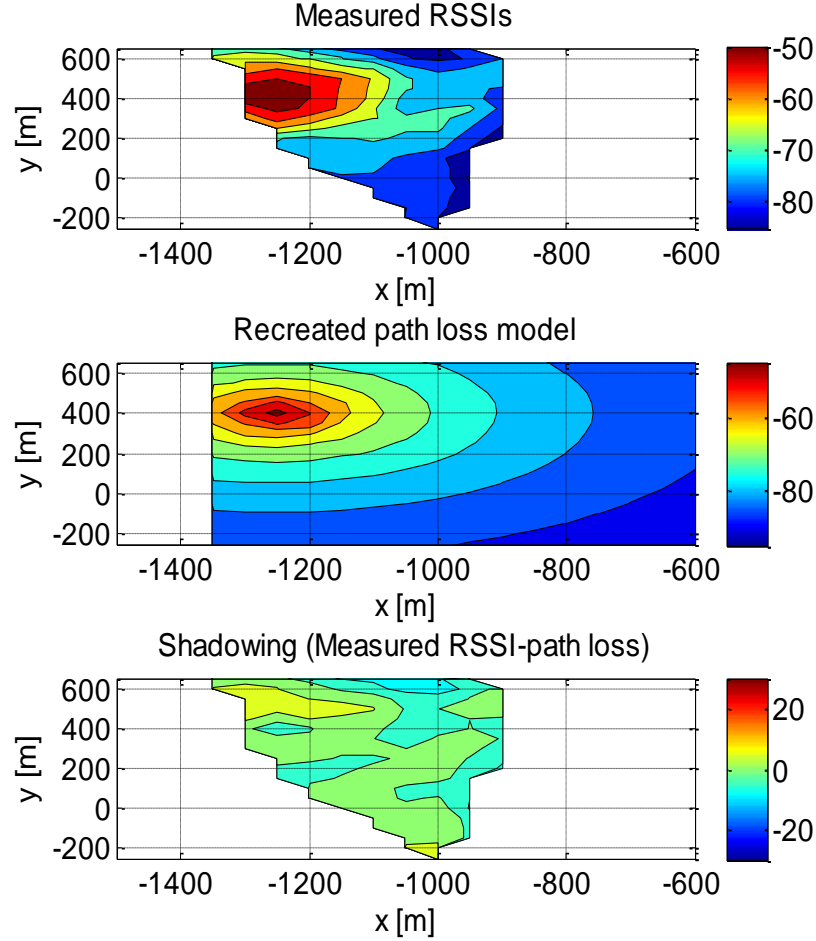 Measured RSSIs
600
400
200
0
-200
y [m]
-1400 -1200 -1000 -800 -600
x [m]
-50
-60
-70
-80
Recreated path loss model
600
400
200
0
-200
y [m]
-1400 -1200 -1000 -800 -600
x [m]
-60
-80
Shadowing (Measured RSSI-path loss)
600
400
200
0
-200
y [m]
-1400 -1200 -1000 -800 -600
x [m]
20
0
-20